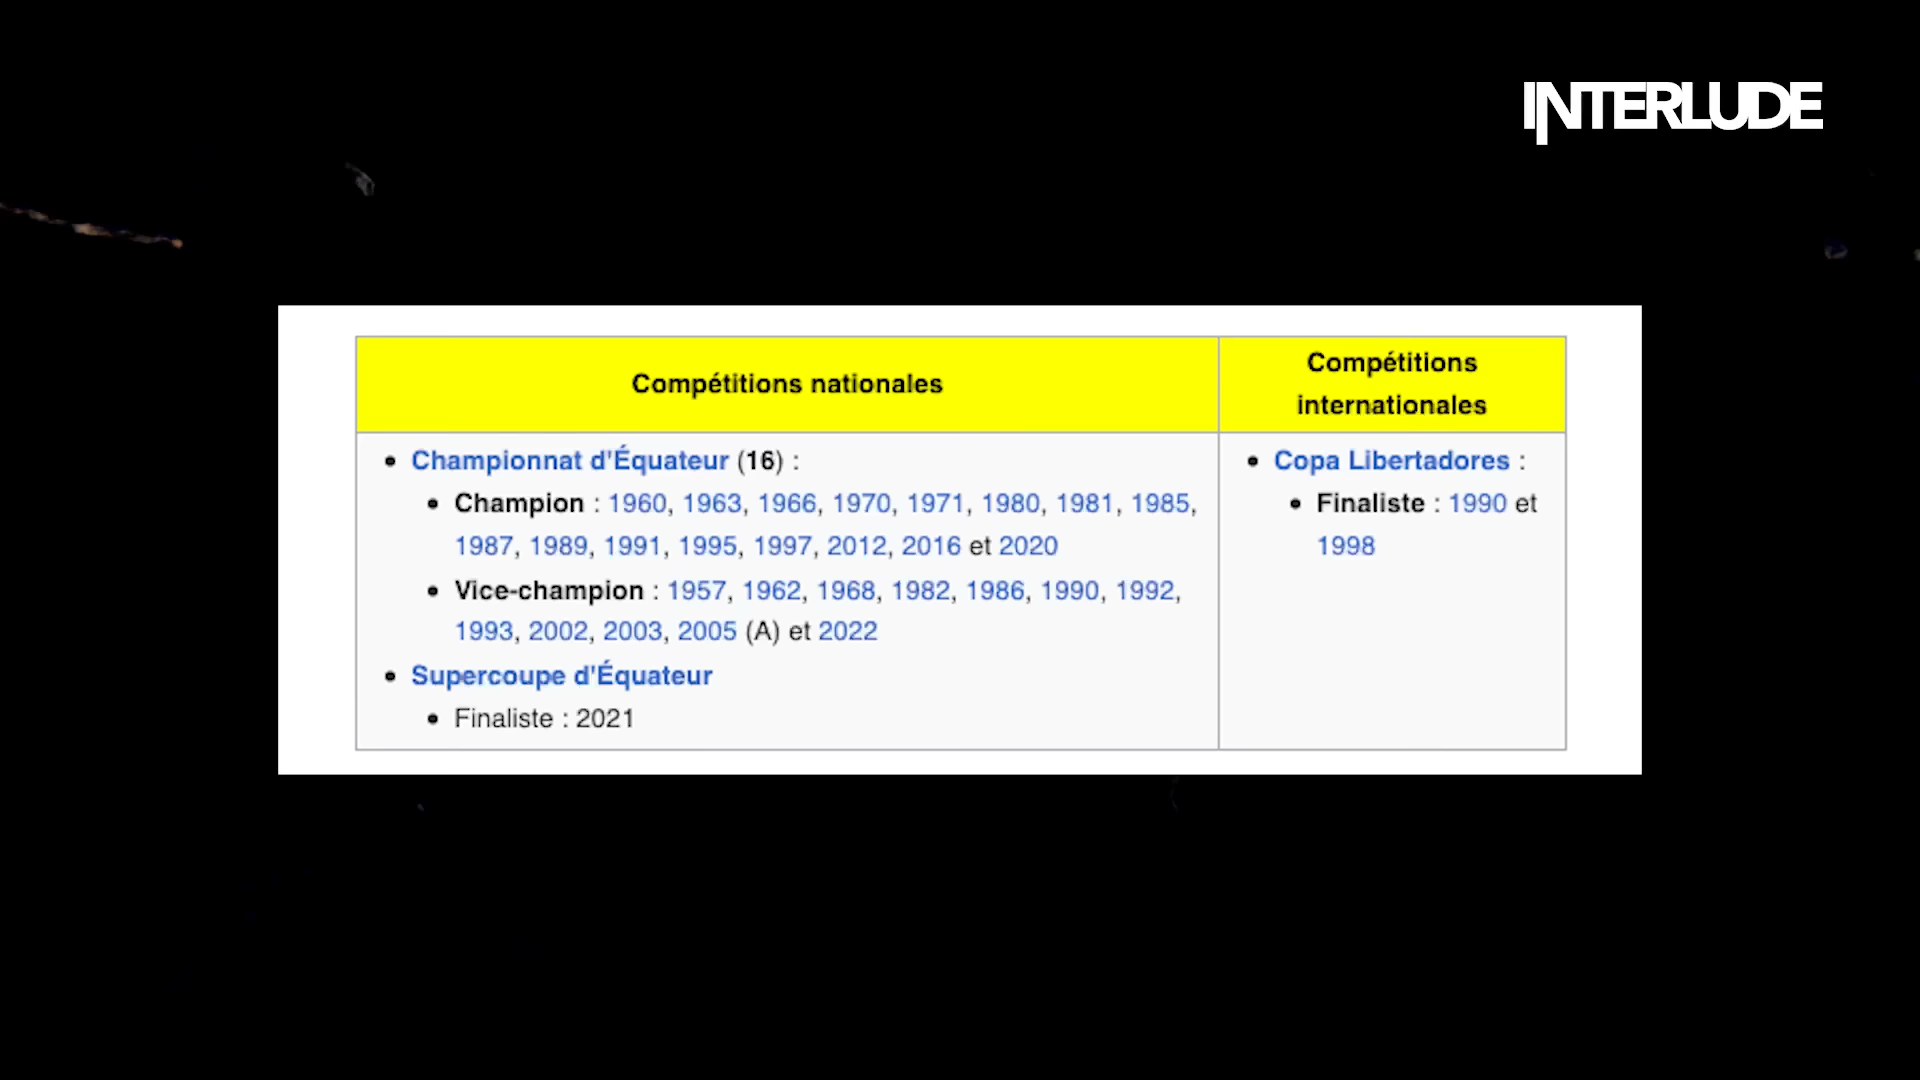 INTERLUDE
Compétitions nationales
Compétitions
internationales
Championnat d'Équateur (16) :
Champion : 1960, 1963, 1966, 1970, 1971, 1980, 1981, 1985,
1987, 1989, 1991, 1995, 1997, 2012, 2016 et 2020
Vice-champion : 1957, 1962, 1968, 1982, 1986, 1990, 1992,
1993, 2002, 2003, 2005 (A) et 2022
Supercoupe d'Équateur
Finaliste : 2021
Copa Libertadores :
Finaliste : 1990 et
1998